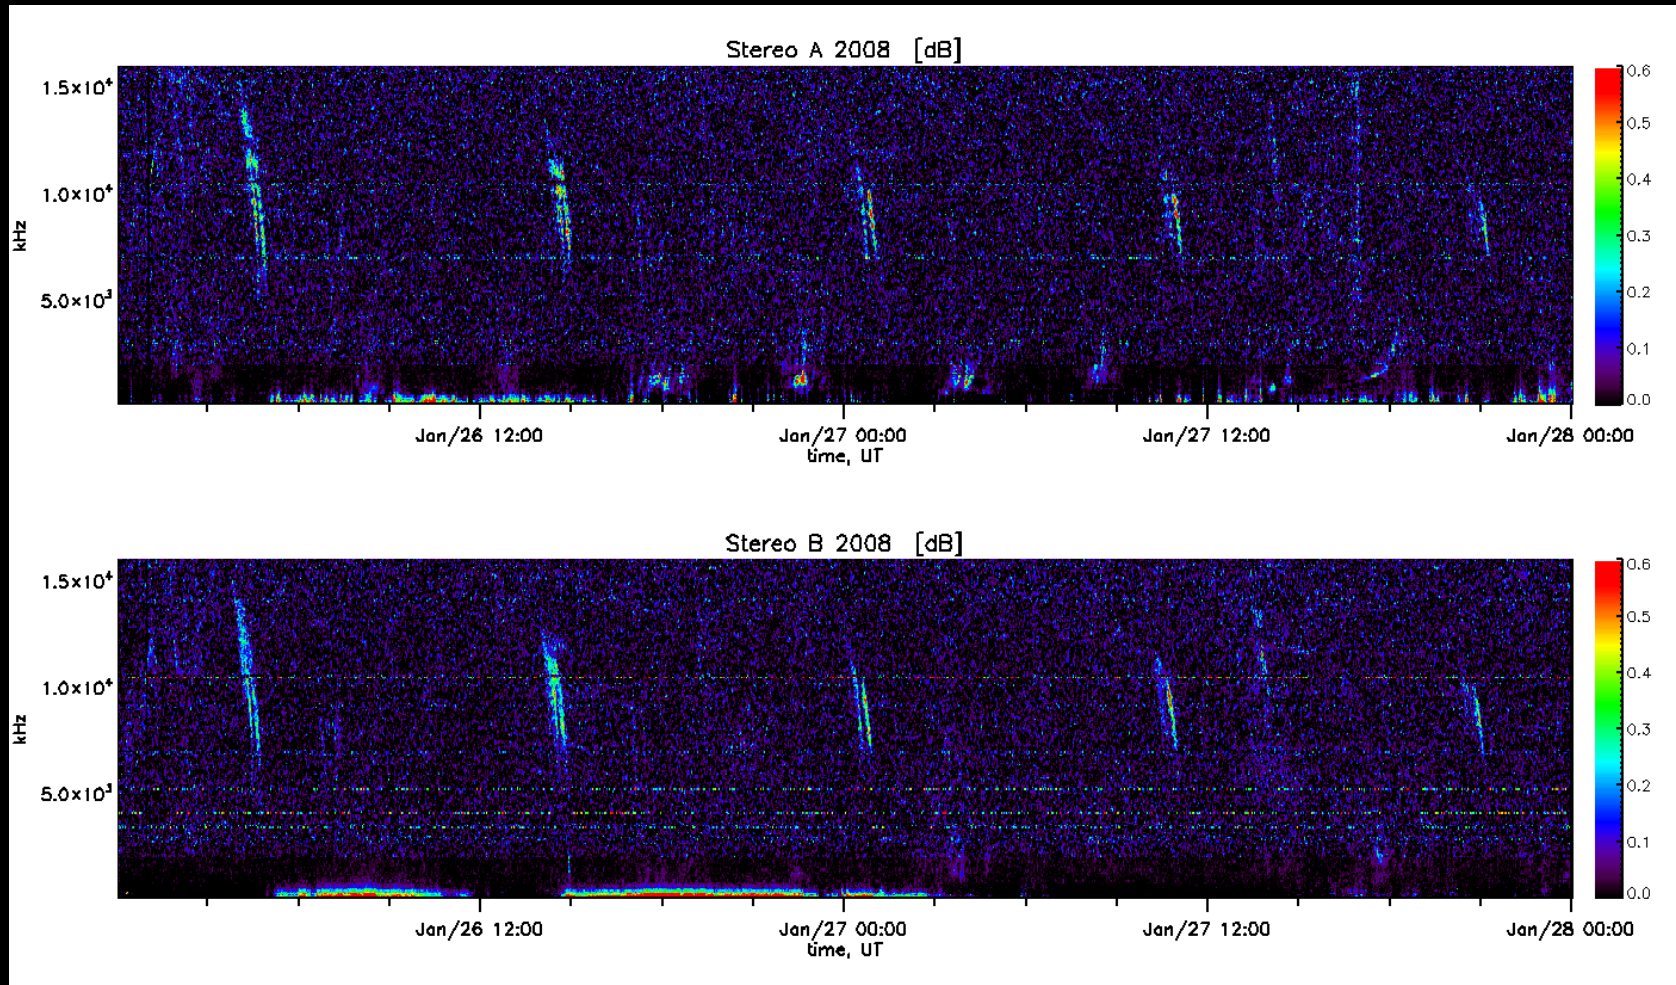 Stereo A 2008 [dB]
1.5×10⁴
1.0×10⁴
5.0×10³
kHz
0.6
0.5
0.4
0.3
0.2
0.1
0.0
Jan/26 12:00
Jan/27 00:00
Jan/27 12:00
Jan/28 00:00
time, UT
Stereo B 2008 [dB]
1.5×10⁴
1.0×10⁴
5.0×10³
kHz
0.6
0.5
0.4
0.3
0.2
0.1
0.0
Jan/26 12:00
Jan/27 00:00
Jan/27 12:00
Jan/28 00:00
time, UT